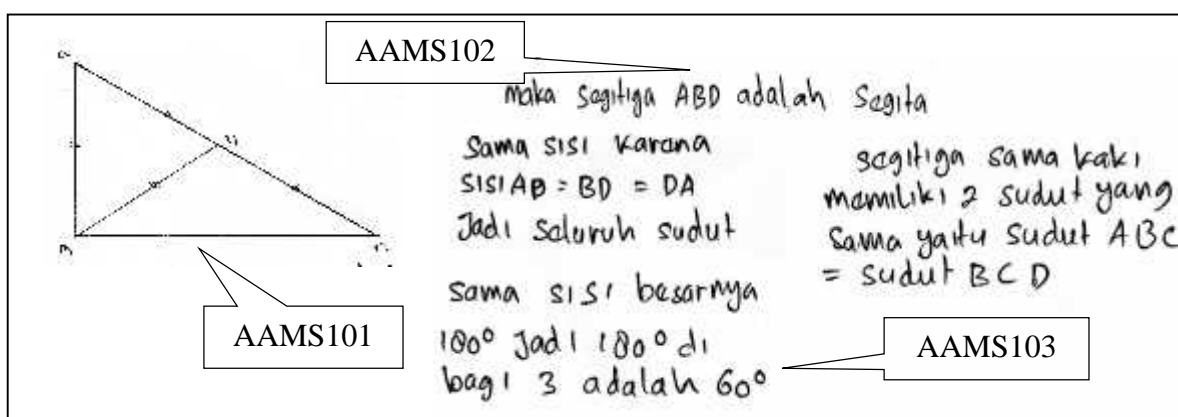 AAMS102
maka segitiga ABD adalah segita
sama sisi karena
sisi AB = BD = DA
Jadi seluruh sudut
sama sisi besarnya
180° Jadi 180° di
bagi 3 adalah 60°
segitiga sama kaki
memiliki 2 sudut yang
sama yaitu sudut ABC
= sudut BCD
B
AAMS101
AAMS103